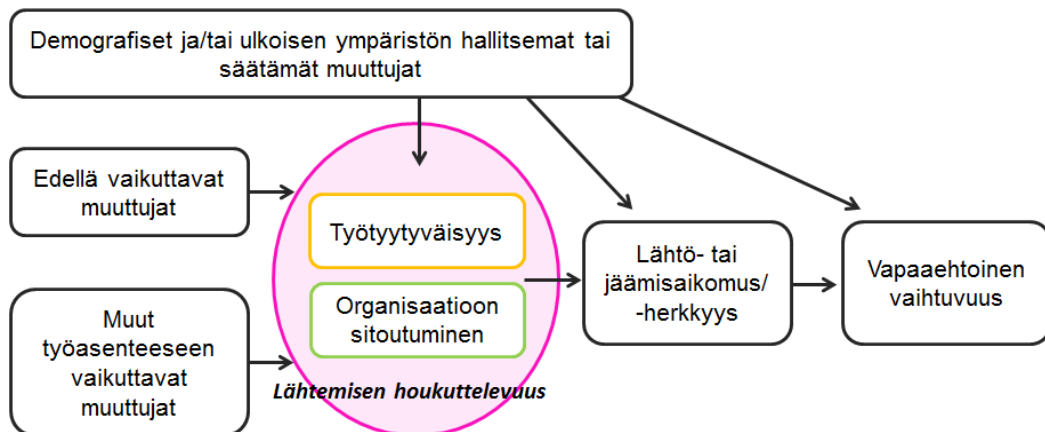 Demografiset ja/tai ulkoisen ympäristön hallitsemat tai
säätämät muuttujat
Edellä vaikuttavat
muuttujat
Työtyytyväisyys
Organisaatioon
sitoutuminen
Lähtemisen houkuttelevuus
Muut
työasenteeseen
vaikuttavat
muuttujat
Lähtö- tai
jäämisaikomus/
-herkkyys
Vapaaehtoinen
vaihtuvuus